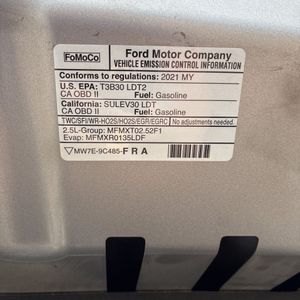 FoMoCo
Ford Motor Company
VEHICLE EMISSION CONTROL INFORMATION
Conforms to regulations: 2021 MY
U.S. EPA: T3B30 LDT2
CA OBD II Fuel: Gasoline
California: SULEV30 LDT
CA OBD II Fuel: Gasoline
TWC/SFI/WR-HO2S/HO2S/EGR/EGRC No adjustments needed.
2.5L-Group: MFMXT02.52F1
Evap: MFMXR0135LDF
MW7E-9C485-FRA